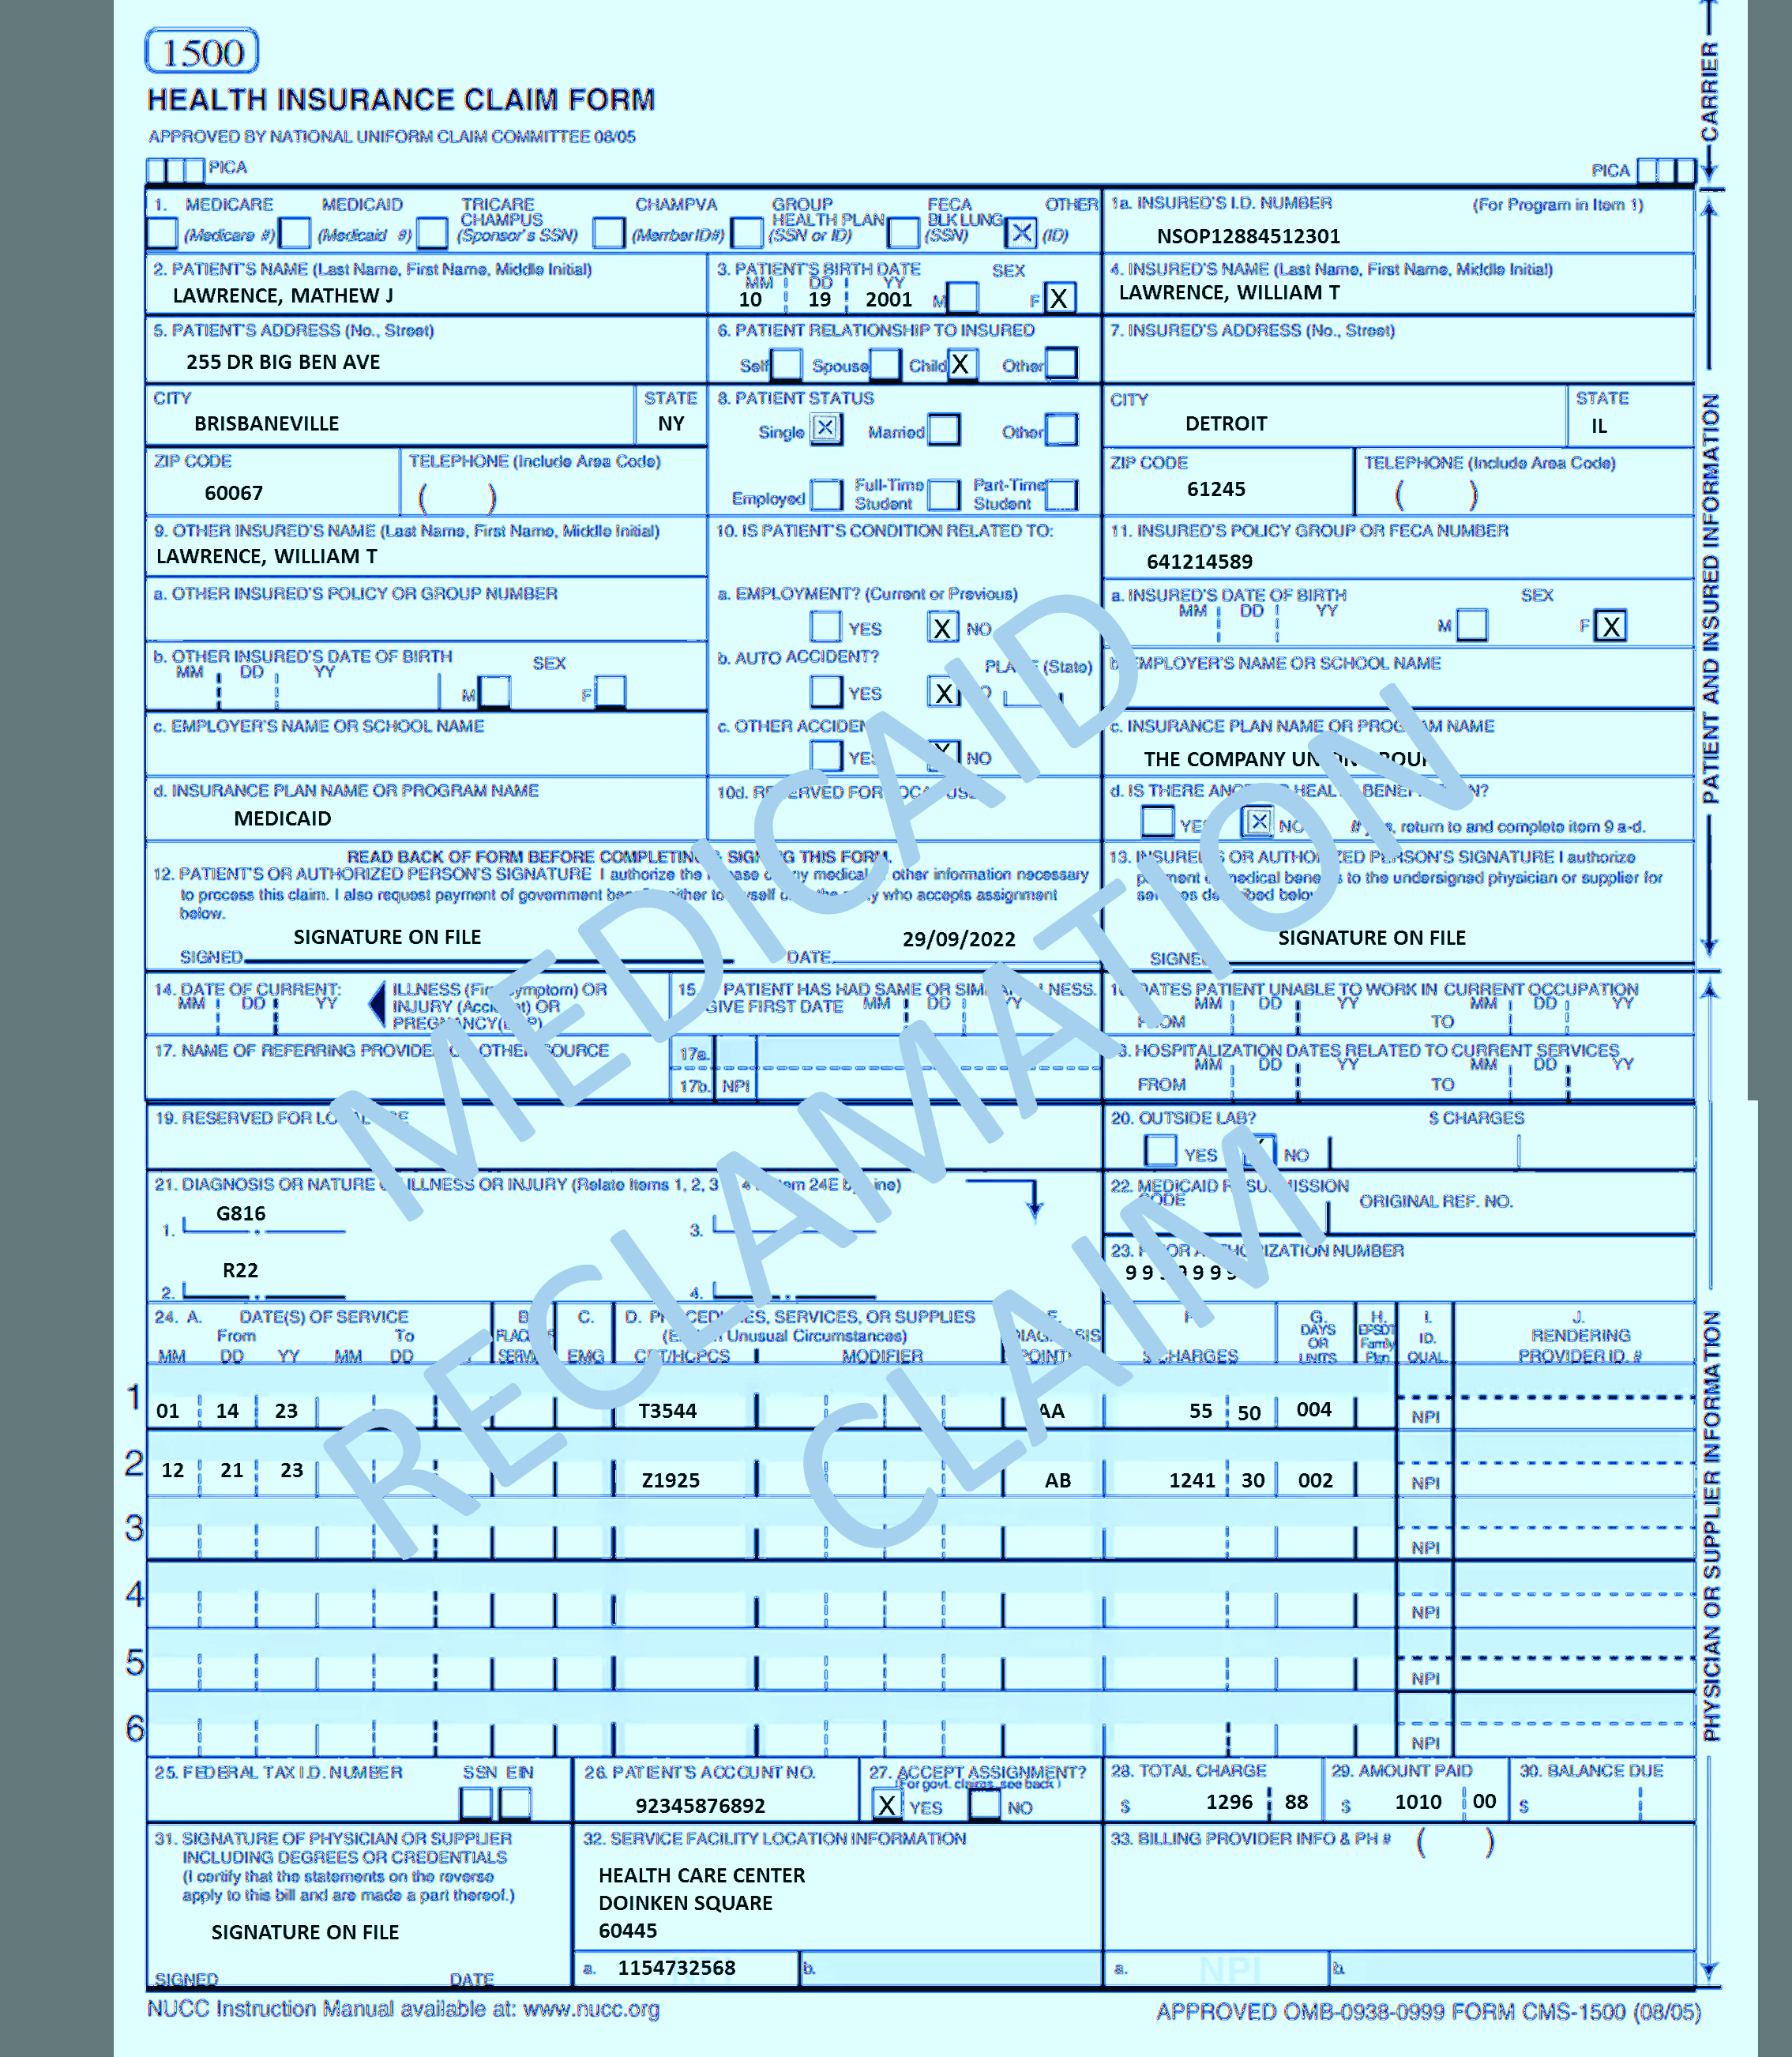 1500
HEALTH INSURANCE CLAIM FORM
APPROVED BY NATIONAL UNIFORM CLAIM COMMITTEE 08/05
PICA
PICA
CARRIER
1. MEDICARE MEDICAID TRICARE CHAMPVA GROUP FECA OTHER
CHAMPUS HEALTH PLAN BLK LUNG
(Medicare #) (Medicaid #) (Sponsor's SSN) (Member ID#) (SSN or ID) (SSN) X (ID)
1a. INSURED'S I.D. NUMBER (For Program in Item 1)
NSOP12884512301
2. PATIENT'S NAME (Last Name, First Name, Middle Initial)
LAWRENCE, MATHEW J
3. PATIENT'S BIRTH DATE SEX
MM DD YY
10 19 2001 M F X
4. INSURED'S NAME (Last Name, First Name, Middle Initial)
LAWRENCE, WILLIAM T
5. PATIENT'S ADDRESS (No., Street)
255 DR BIG BEN AVE
6. PATIENT RELATIONSHIP TO INSURED
Self Spouse Child X Other
7. INSURED'S ADDRESS (No., Street)
CITY STATE
BRISBANEVILLE NY
8. PATIENT STATUS
Single X Married Other
Employed Full-Time Student Part-Time Student
CITY STATE
DETROIT IL
ZIP CODE TELEPHONE (Include Area Code)
60067 ( )
ZIP CODE TELEPHONE (Include Area Code)
61245 ( )
9. OTHER INSURED'S NAME (Last Name, First Name, Middle Initial)
LAWRENCE, WILLIAM T
10. IS PATIENT'S CONDITION RELATED TO:
11. INSURED'S POLICY GROUP OR FECA NUMBER
641214589
a. OTHER INSURED'S POLICY OR GROUP NUMBER
a. EMPLOYMENT? (Current or Previous)
YES X NO
a. INSURED'S DATE OF BIRTH SEX
MM DD YY M F X
b. OTHER INSURED'S DATE OF BIRTH SEX
MM DD YY M F
b. AUTO ACCIDENT? PLACE (State)
YES X NO
b. EMPLOYER'S NAME OR SCHOOL NAME
c. EMPLOYER'S NAME OR SCHOOL NAME
c. OTHER ACCIDENT
YES X NO
c. INSURANCE PLAN NAME OR PROGRAM NAME
THE COMPANY UNION GROUP
d. INSURANCE PLAN NAME OR PROGRAM NAME
MEDICAID
10d. RESERVED FOR LOCAL USE
d. IS THERE ANOTHER HEALTH BENEFIT PLAN?
YES X NO If yes, return to and complete item 9 a-d.
READ BACK OF FORM BEFORE COMPLETING & SIGNING THIS FORM.
12. PATIENT'S OR AUTHORIZED PERSON'S SIGNATURE I authorize the release of any medical or other information necessary
to process this claim. I also request payment of government benefits either to myself or to the party who accepts assignment
below.
SIGNATURE ON FILE 29/09/2022
SIGNED DATE
13. INSURED'S OR AUTHORIZED PERSON'S SIGNATURE I authorize
payment of medical benefits to the undersigned physician or supplier for
services described below.
SIGNATURE ON FILE
SIGNED
PATIENT AND INSURED INFORMATION
14. DATE OF CURRENT: ILLNESS (First symptom) OR
MM DD YY INJURY (Accident) OR
PREGNANCY(LMP)
15. IF PATIENT HAS HAD SAME OR SIMILAR ILLNESS.
GIVE FIRST DATE MM DD YY
16. DATES PATIENT UNABLE TO WORK IN CURRENT OCCUPATION
MM DD YY MM DD YY
FROM TO
17. NAME OF REFERRING PROVIDER OR OTHER SOURCE
17a.
17b. NPI
18. HOSPITALIZATION DATES RELATED TO CURRENT SERVICES
MM DD YY MM DD YY
FROM TO
19. RESERVED FOR LOCAL USE
20. OUTSIDE LAB? $ CHARGES
YES NO
21. DIAGNOSIS OR NATURE OF ILLNESS OR INJURY (Relate Items 1, 2, 3 or 4 to Item 24E by Line)
1. G816 3.
2. R22 4.
22. MEDICAID RESUBMISSION
CODE ORIGINAL REF. NO.
23. PRIOR AUTHORIZATION NUMBER
24. A. DATE(S) OF SERVICE B. C. D. PROCEDURES, SERVICES, OR SUPPLIES E. F. G. H. I. J.
From To PLACE OF (Explain Unusual Circumstances) DIAGNOSIS DAYS OR EPSDT Family ID. RENDERING
MM DD YY MM DD SERVICE EMG CPT/HCPCS MODIFIER POINTER $ CHARGES UNITS Plan QUAL. PROVIDER ID. #
1 01 14 23 T3544 AA 55 50 004 NPI
2 12 21 23 Z1925 AB 1241 30 002 NPI
3 NPI
4 NPI
5 NPI
6 NPI
25. FEDERAL TAX I.D. NUMBER SSN EIN
26. PATIENT'S ACCOUNT NO.
92345876892
27. ACCEPT ASSIGNMENT?
(For govt. claims, see back)
X YES NO
28. TOTAL CHARGE
$ 1296 88
29. AMOUNT PAID
$ 1010 00
30. BALANCE DUE
$
31. SIGNATURE OF PHYSICIAN OR SUPPLIER
INCLUDING DEGREES OR CREDENTIALS
(I certify that the statements on the reverse
apply to this bill and are made a part thereof.)
SIGNATURE ON FILE
SIGNED DATE
32. SERVICE FACILITY LOCATION INFORMATION
HEALTH CARE CENTER
DOINKEN SQUARE
60445
a. 1154732568 b.
33. BILLING PROVIDER INFO & PH # ( )
a. NPI b.
PHYSICIAN OR SUPPLIER INFORMATION
NUCC Instruction Manual available at: www.nucc.org
APPROVED OMB-0938-0999 FORM CMS-1500 (08/05)
MEDICAID
RECLAMATION
CLAIM